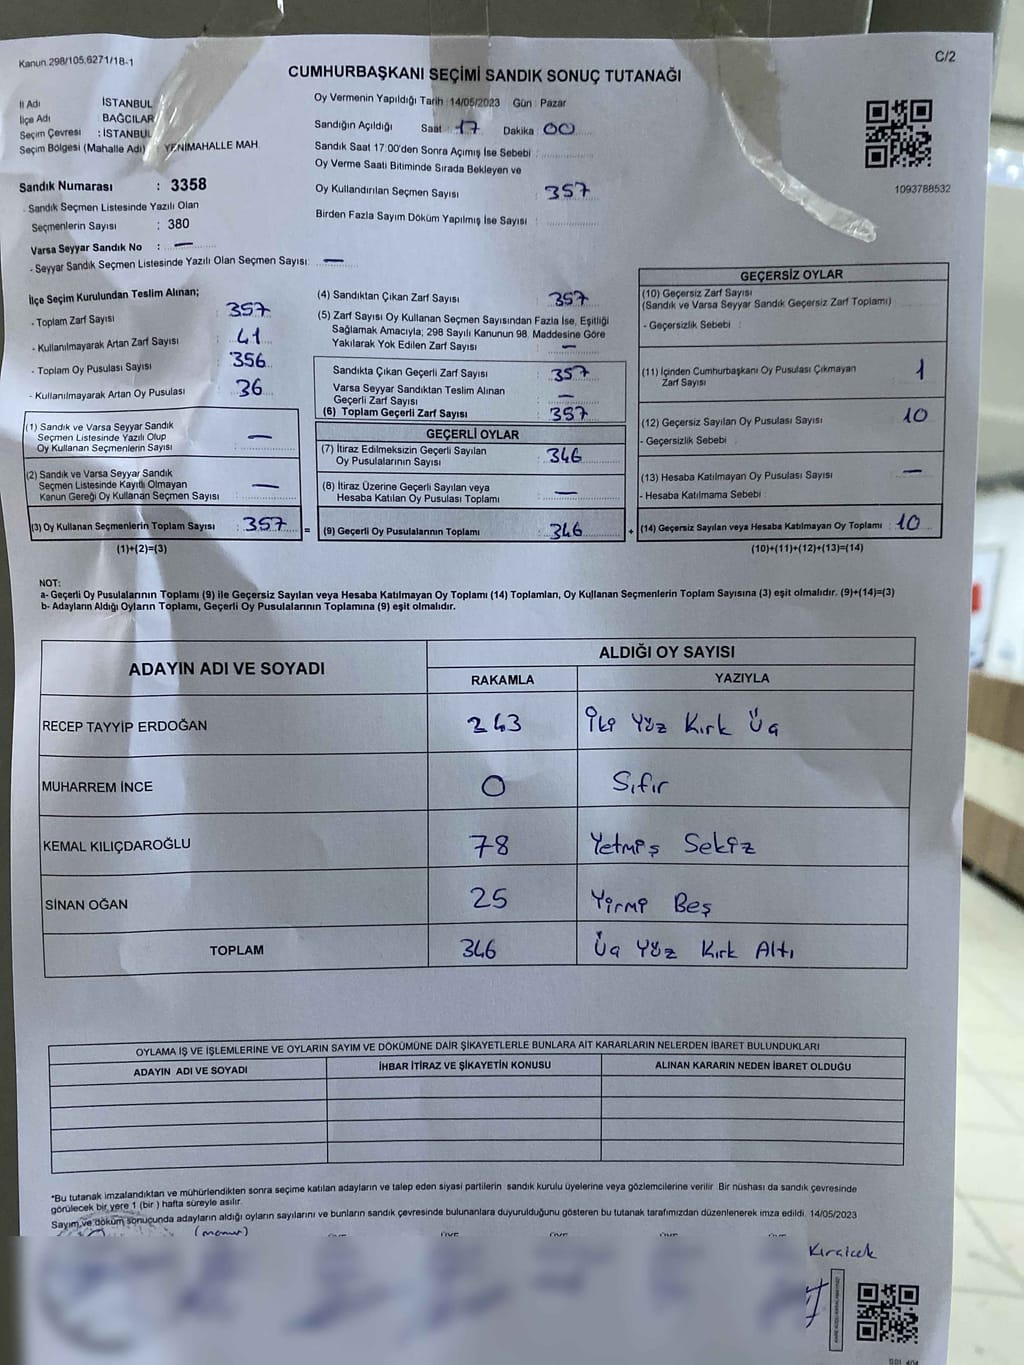 Kanun 298/105,6271/18-1
C/2
CUMHURBAŞKANI SEÇİMİ SANDIK SONUÇ TUTANAĞI
İl Adı İSTANBUL
İlçe Adı BAĞCILAR
Seçim Çevresi : İSTANBUL
Seçim Bölgesi (Mahalle Adı) : YENİMAHALLE MAH.
Sandık Numarası : 3358
- Sandık Seçmen Listesinde Yazılı Olan
Seçmenlerin Sayısı : 380
Varsa Seyyar Sandık No : —
- Seyyar Sandık Seçmen Listesinde Yazılı Olan Seçmen Sayısı: —
Oy Vermenin Yapıldığı Tarih :14/05/2023 Gün : Pazar
Sandığın Açıldığı Saat 17 Dakika 00
Sandık Saat 17:00'den Sonra Açımış İse Sebebi :
Oy Verme Saati Bitiminde Sırada Bekleyen ve
Oy Kullandırılan Seçmen Sayısı : 357
Birden Fazla Sayım Döküm Yapılmış İse Sayısı :
1093788532
İlçe Seçim Kurulundan Teslim Alınan;
- Toplam Zarf Sayısı : 357
- Kullanılmayarak Artan Zarf Sayısı : 41
- Toplam Oy Pusulası Sayısı : 356
- Kullanılmayarak Artan Oy Pusulası : 36
(1) Sandık ve Varsa Seyyar Sandık
Seçmen Listesinde Yazılı Olup
Oy Kullanan Seçmenlerin Sayısı : —
(2) Sandık ve Varsa Seyyar Sandık
Seçmen Listesinde Kayıtlı Olmayan
Kanun Gereği Oy Kullanan Seçmen Sayısı : —
(3) Oy Kullanan Seçmenlerin Toplam Sayısı : 357 =
(1)+(2)=(3)
(4) Sandıktan Çıkan Zarf Sayısı : 357
(5) Zarf Sayısı Oy Kullanan Seçmen Sayısından Fazla İse, Eşitliği
Sağlamak Amacıyla; 298 Sayılı Kanunun 98. Maddesine Göre
Yakılarak Yok Edilen Zarf Sayısı : —
Sandıkta Çıkan Geçerli Zarf Sayısı : 357
Varsa Seyyar Sandıktan Teslim Alınan
Geçerli Zarf Sayısı : —
(6) Toplam Geçerli Zarf Sayısı : 357
GEÇERLİ OYLAR
(7) İtiraz Edilmeksizin Geçerli Sayılan
Oy Pusulalarının Sayısı : 346
(8) İtiraz Üzerine Geçerli Sayılan veya
Hesaba Katılan Oy Pusulası Toplamı : —
(9) Geçerli Oy Pusulalarının Toplamı : 346 +
GEÇERSİZ OYLAR
(10) Geçersiz Zarf Sayısı
(Sandık ve Varsa Seyyar Sandık Geçersiz Zarf Toplamı)
- Geçersizlik Sebebi :
(11) İçinden Cumhurbaşkanı Oy Pusulası Çıkmayan
Zarf Sayısı : 1
(12) Geçersiz Sayılan Oy Pusulası Sayısı : 10
- Geçersizlik Sebebi :
(13) Hesaba Katılmayan Oy Pusulası Sayısı : —
- Hesaba Katılmama Sebebi :
(14) Geçersiz Sayılan veya Hesaba Katılmayan Oy Toplamı : 10
(10)+(11)+(12)+(13)=(14)
NOT:
a- Geçerli Oy Pusulalarının Toplamı (9) ile Geçersiz Sayılan veya Hesaba Katılmayan Oy Toplamı (14) Toplamları, Oy Kullanan Seçmenlerin Toplam Sayısına (3) eşit olmalıdır. (9)+(14)=(3)
b- Adayların Aldığı Oyların Toplamı, Geçerli Oy Pusulalarının Toplamına (9) eşit olmalıdır.
ADAYIN ADI VE SOYADI ALDIĞI OY SAYISI
RAKAMLA YAZIYLA
RECEP TAYYİP ERDOĞAN 243 İki Yüz Kırk Üç
MUHARREM İNCE 0 Sıfır
KEMAL KILIÇDAROĞLU 78 Yetmiş Sekiz
SİNAN OĞAN 25 Yirmi Beş
TOPLAM 346 Üç Yüz Kırk Altı
OYLAMA İŞ VE İŞLEMLERİNE VE OYLARIN SAYIM VE DÖKÜMÜNE DAİR ŞİKAYETLERLE BUNLARA AİT KARARLARIN NELERDEN İBARET BULUNDUKLARI
ADAYIN ADI VE SOYADI İHBAR İTİRAZ VE ŞİKAYETİN KONUSU ALINAN KARARIN NEDEN İBARET OLDUĞU
*Bu tutanak imzalandıktan ve mühürlendikten sonra seçime katılan adayların ve talep eden siyasi partilerin sandık kurulu üyelerine veya gözlemcilerine verilir. Bir nüshası da sandık çevresinde
görülecek bir yere 1 (bir) hafta süreyle asılır.
Sayım ve döküm sonucunda adayların aldığı oyların sayılarını ve bunların sandık çevresinde bulunanlara duyurulduğunu gösteren bu tutanak tarafımızdan düzenlenerek imza edildi. 14/05/2023
(memur)